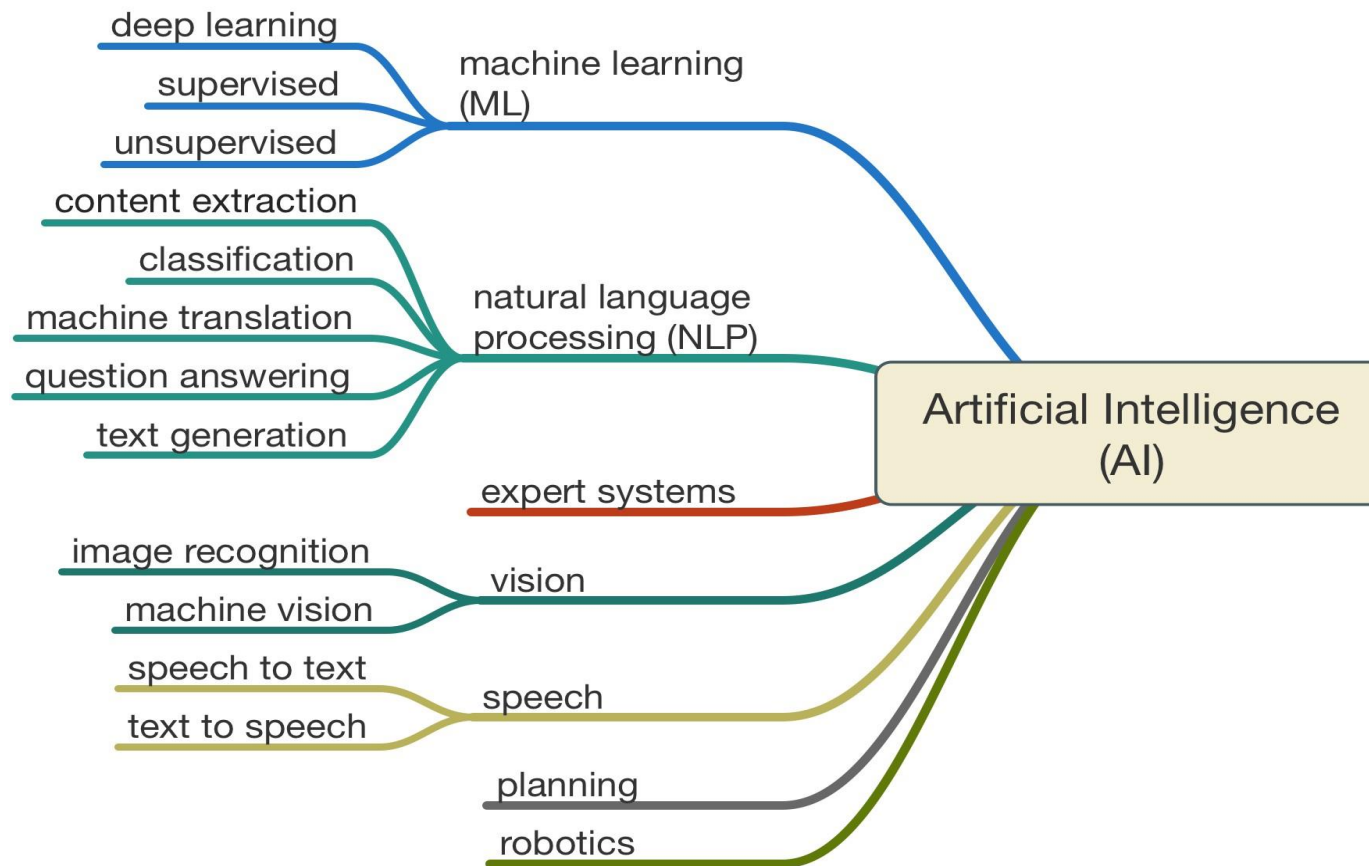 deep learning
supervised
unsupervised
machine learning
(ML)
content extraction
classification
machine translation
question answering
text generation
natural language
processing (NLP)
Artificial Intelligence
(AI)
expert systems
image recognition
machine vision
vision
speech to text
text to speech
speech
planning
robotics